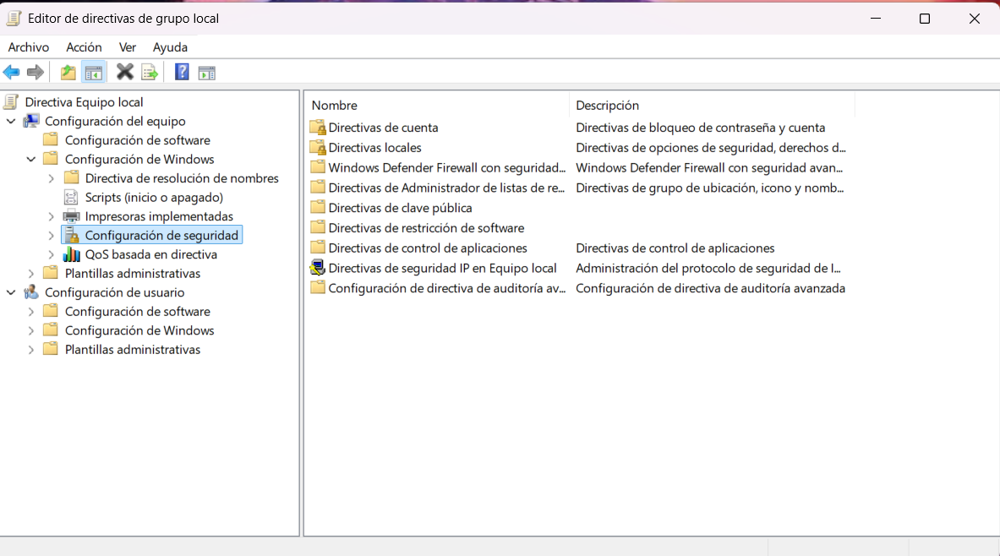 Editor de directivas de grupo local
Archivo Acción Ver Ayuda
Directiva Equipo local
Configuración del equipo
Configuración de software
Configuración de Windows
Directiva de resolución de nombres
Scripts (inicio o apagado)
Impresoras implementadas
Configuración de seguridad
QoS basada en directiva
Plantillas administrativas
Configuración de usuario
Configuración de software
Configuración de Windows
Plantillas administrativas
Nombre Descripción
Directivas de cuenta Directivas de bloqueo de contraseña y cuenta
Directivas locales Directivas de opciones de seguridad, derechos d...
Windows Defender Firewall con seguridad... Windows Defender Firewall con seguridad avan...
Directivas de Administrador de listas de re... Directivas de grupo de ubicación, icono y nomb...
Directivas de clave pública
Directivas de restricción de software
Directivas de control de aplicaciones Directivas de control de aplicaciones
Directivas de seguridad IP en Equipo local Administración del protocolo de seguridad de I...
Configuración de directiva de auditoría av... Configuración de directiva de auditoría avanzada